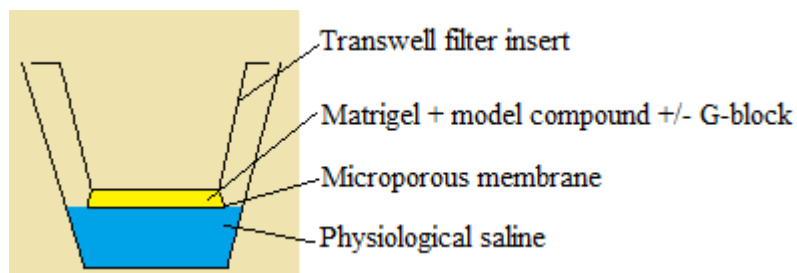 Transwell filter insert
Matrigel + model compound +/- G-block
Microporous membrane
Physiological saline